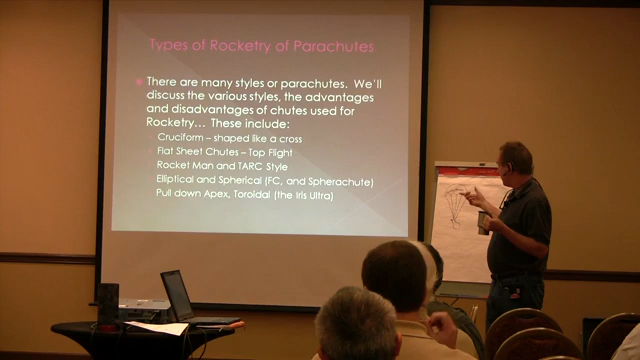 Types of Rocketry of Parachutes
There are many styles or parachutes. We'll
discuss the various styles, the advantages
and disadvantages of chutes used for
Rocketry... These include:
Cruciform – shaped like a cross
Flat Sheet Chutes – Top Flight
Rocket Man and TARC Style
Elliptical and Spherical (FC, and Spherachute)
Pull down Apex, Toroidal (the Iris Ultra)